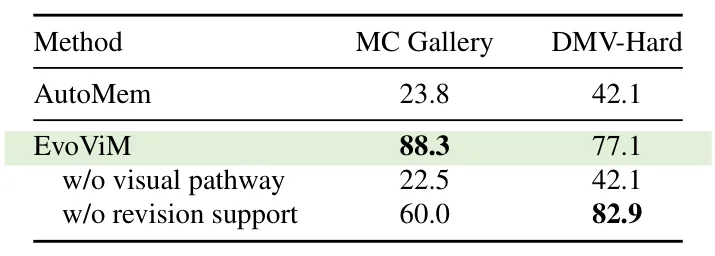 Method MC Gallery DMV-Hard
AutoMem 23.8 42.1
EvoViM 88.3 77.1
w/o visual pathway 22.5 42.1
w/o revision support 60.0 82.9